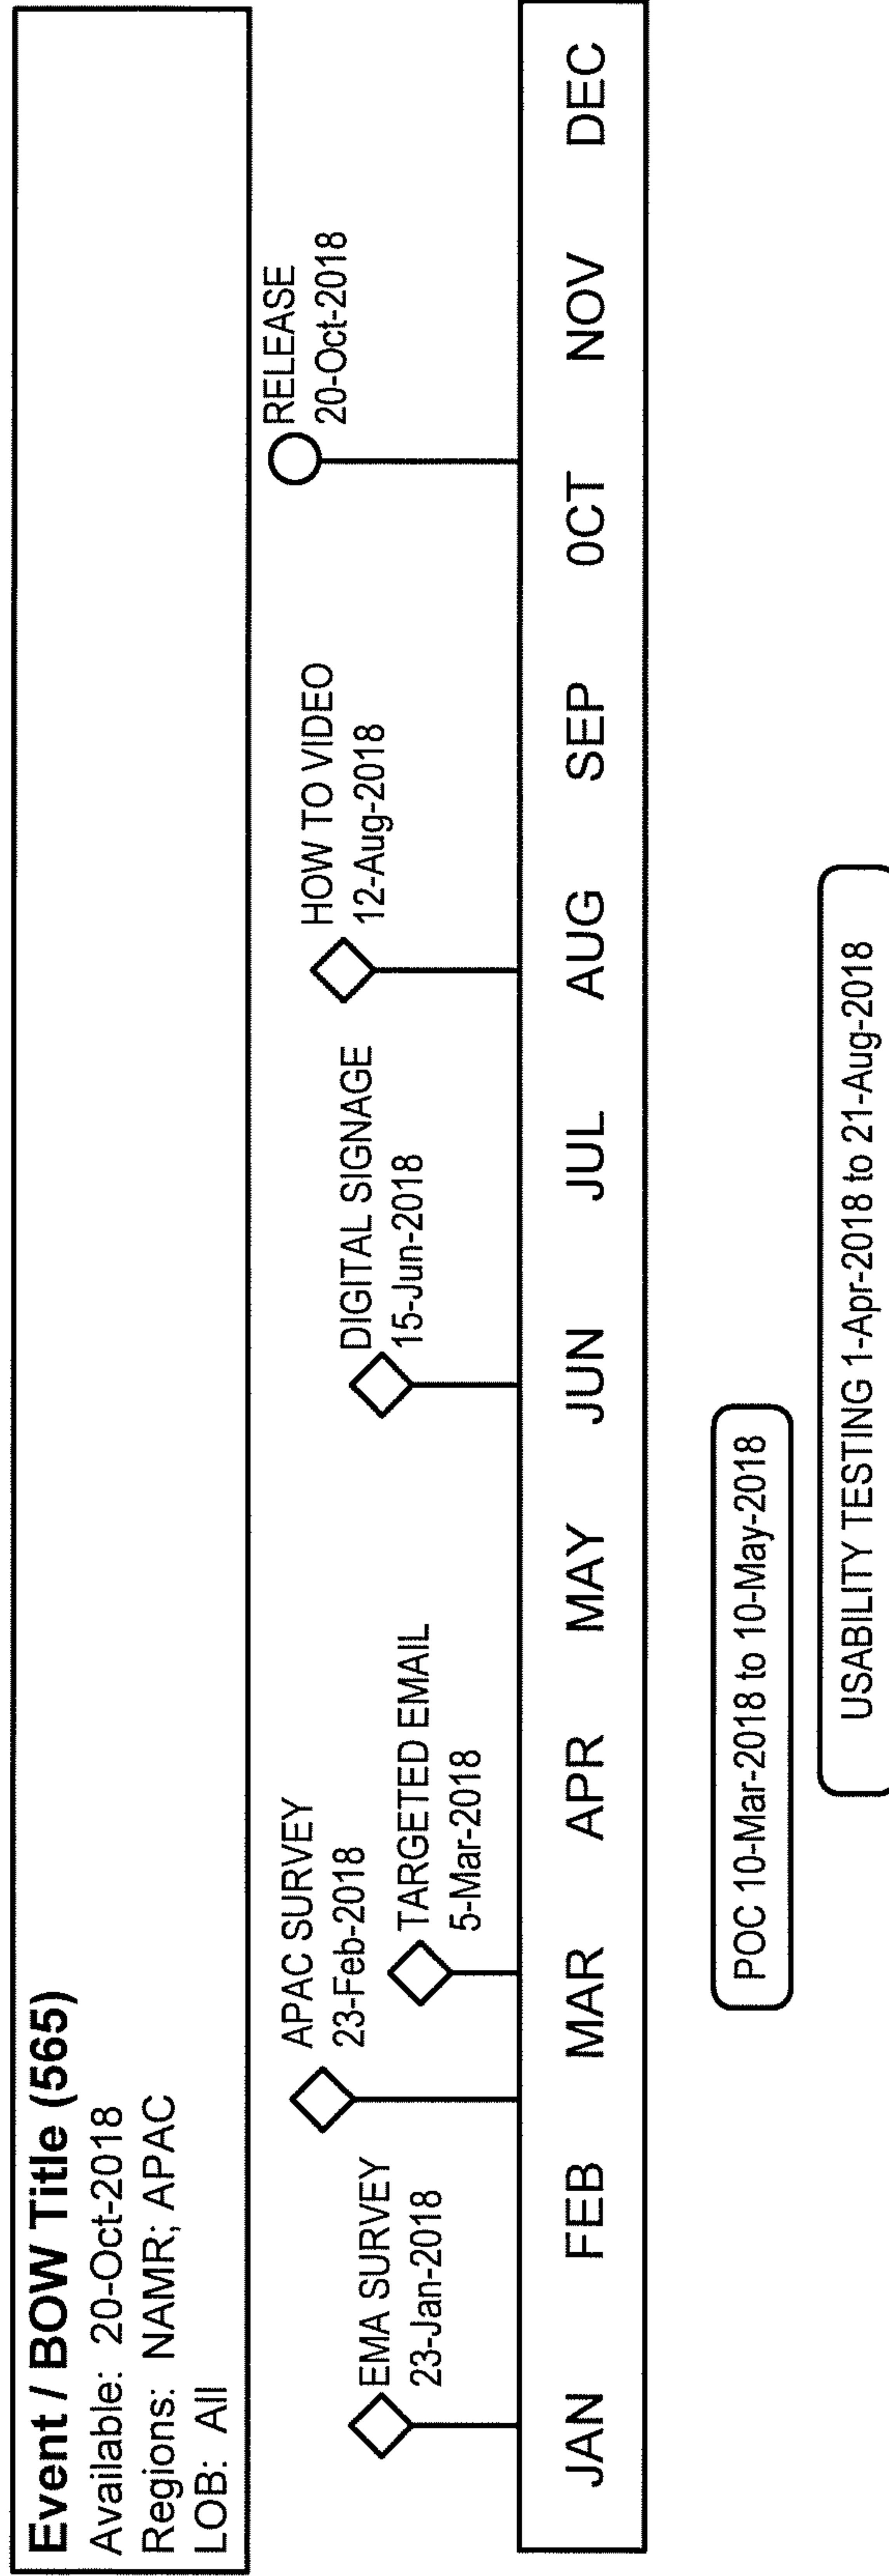 Event / BOW Title (565)
Available: 20-Oct-2018
Regions: NAMR; APAC
LOB: All
EMA SURVEY
23-Jan-2018
APAC SURVEY
23-Feb-2018
TARGETED EMAIL
5-Mar-2018
DIGITAL SIGNAGE
15-Jun-2018
HOW TO VIDEO
12-Aug-2018
RELEASE
20-Oct-2018
JAN FEB MAR APR MAY JUN JUL AUG SEP OCT NOV DEC
POC 10-Mar-2018 to 10-May-2018
USABILITY TESTING 1-Apr-2018 to 21-Aug-2018